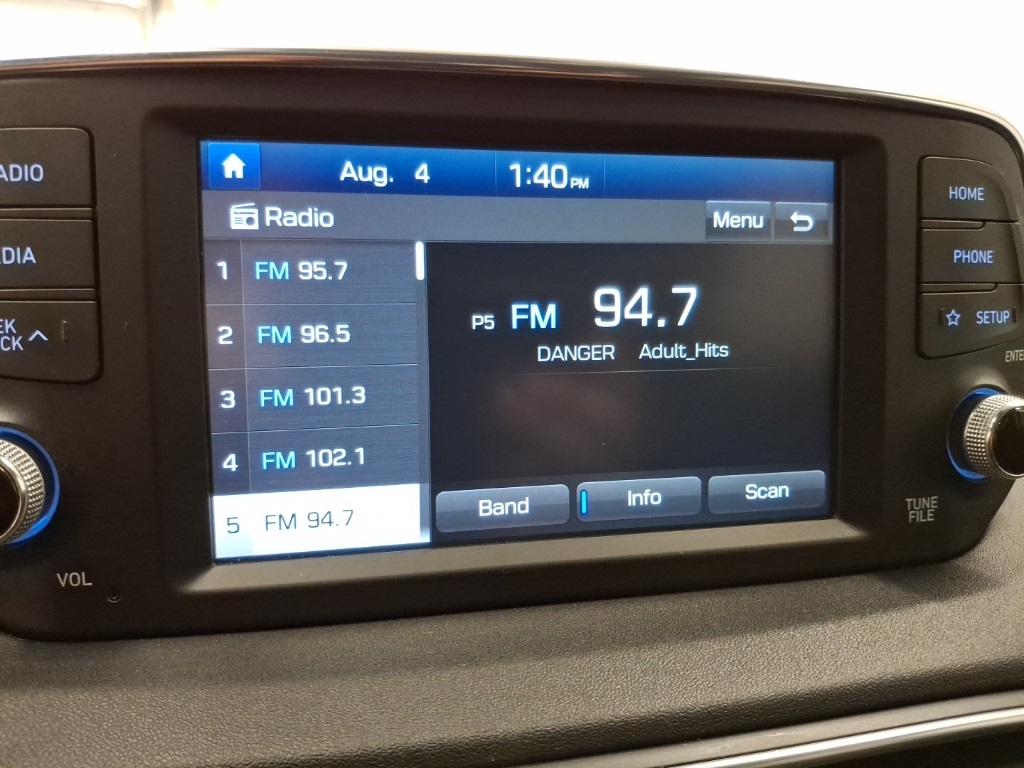 Aug. 4 1:40 PM
Radio Menu
1 FM 95.7
2 FM 96.5
3 FM 101.3
4 FM 102.1
5 FM 94.7
P5 FM 94.7
DANGER Adult_Hits
Band Info Scan
ADIO
DIA
EK
CK
VOL
HOME
PHONE
SETUP
TUNE
FILE